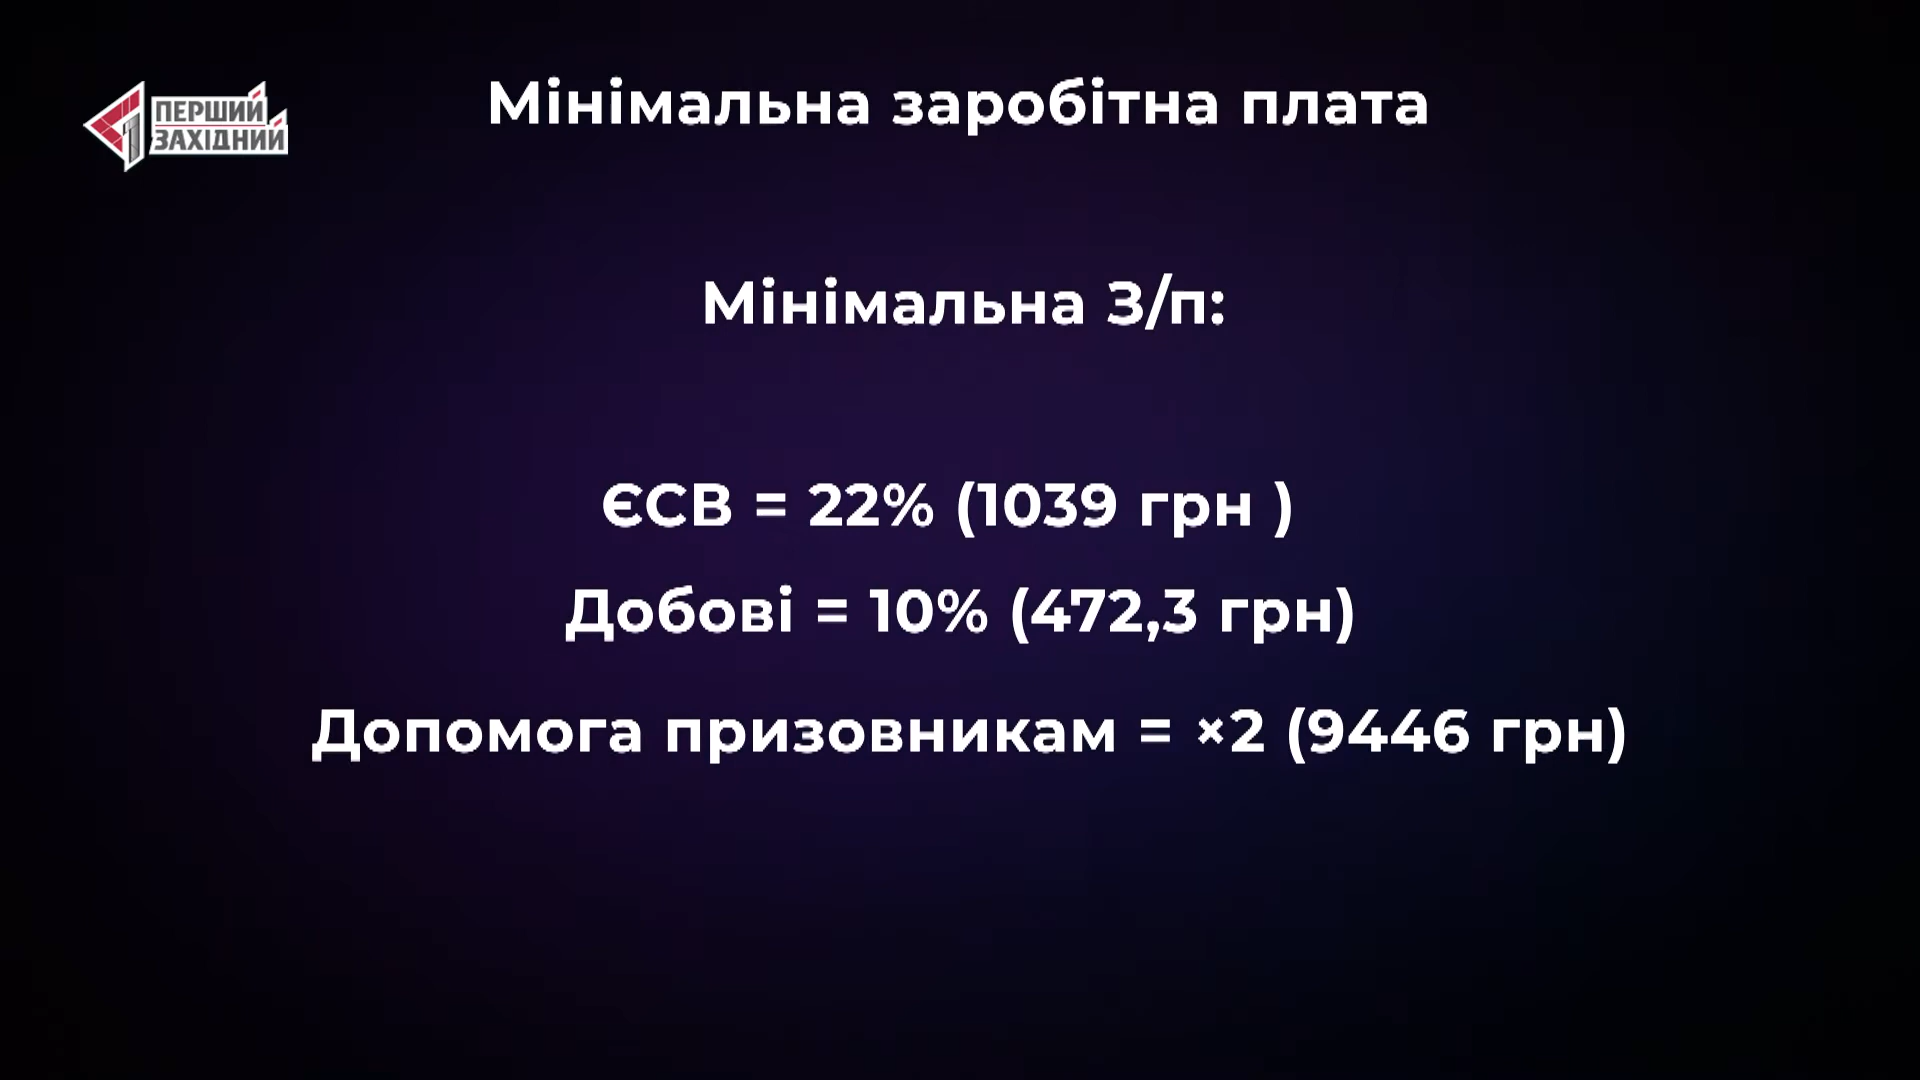 ПЕРШИЙ
ЗАХІДНИЙ
Мінімальна заробітна плата
Мінімальна З/п:
ЄСВ = 22% (1039 грн )
Добові = 10% (472,3 грн)
Допомога призовникам = ×2 (9446 грн)